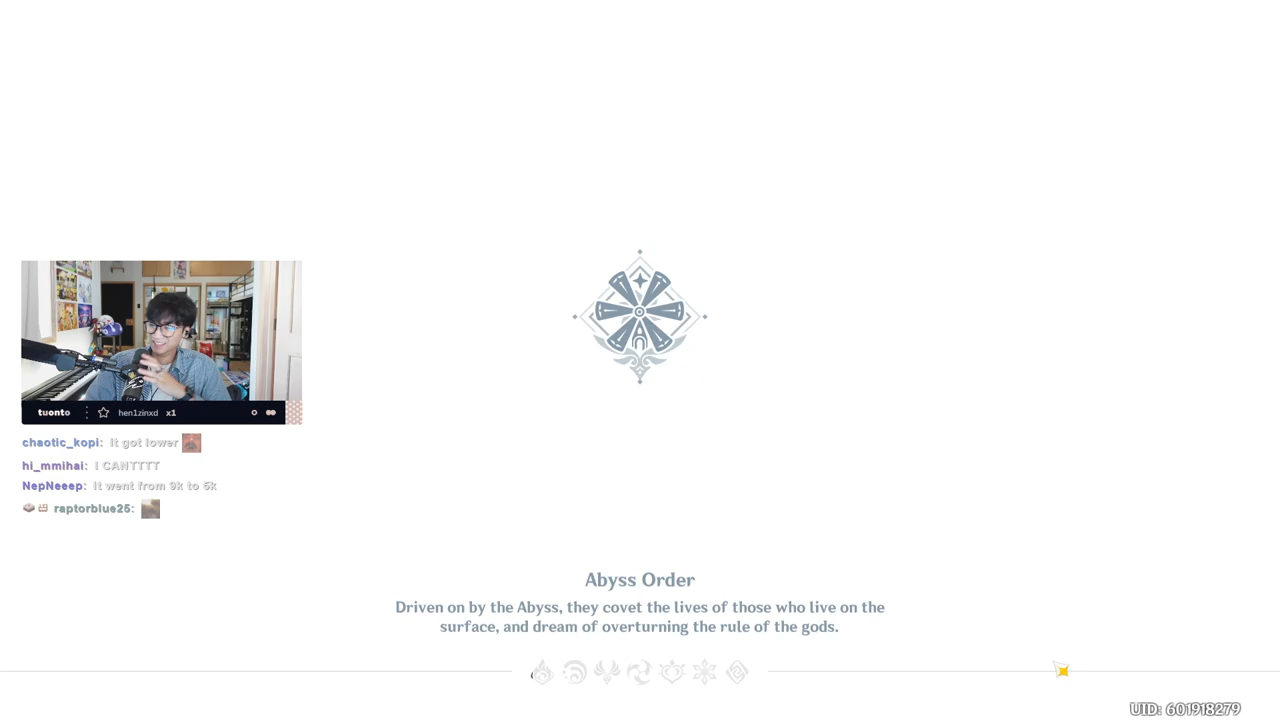 tuonto hen1zinxd x1
chaotic_kopi: It got lower
hi_mmihai: I CANTTTT
NepNeeep: It went from 9k to 6k
raptorblue25:
Abyss Order
Driven on by the Abyss, they covet the lives of those who live on the
surface, and dream of overturning the rule of the gods.
UID: 601918279